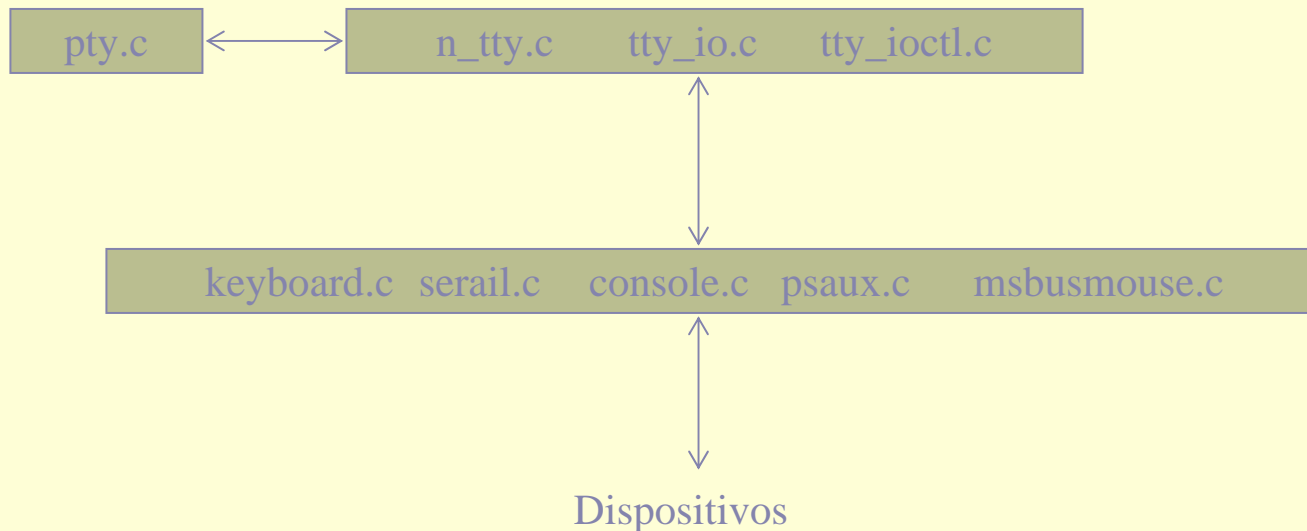 pty.c n_tty.c tty_io.c tty_ioctl.c
keyboard.c serail.c console.c psaux.c msbusmouse.c
Dispositivos